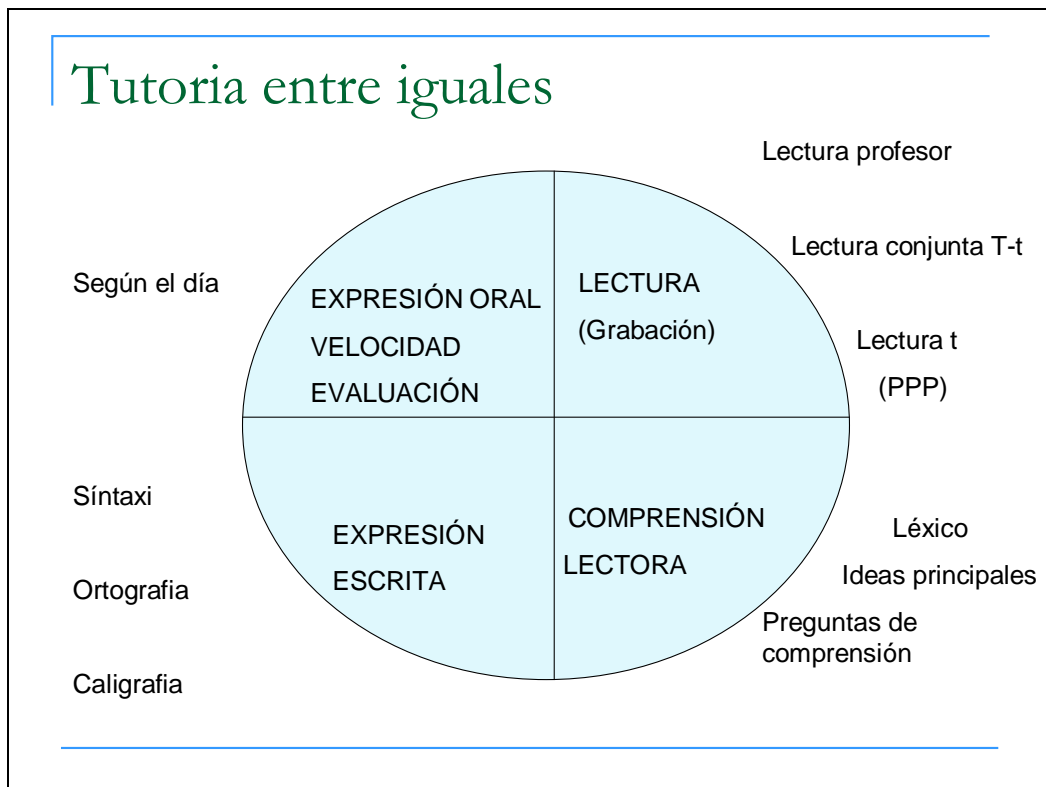 Tutoria entre iguales
Lectura profesor
Lectura conjunta T-t
Según el día
EXPRESIÓN ORAL
VELOCIDAD
EVALUACIÓN
LECTURA
(Grabación)
Lectura t
(PPP)
Síntaxi
Ortografia
Caligrafia
EXPRESIÓN
ESCRITA
COMPRENSIÓN
LECTORA
Léxico
Ideas principales
Preguntas de
comprensión